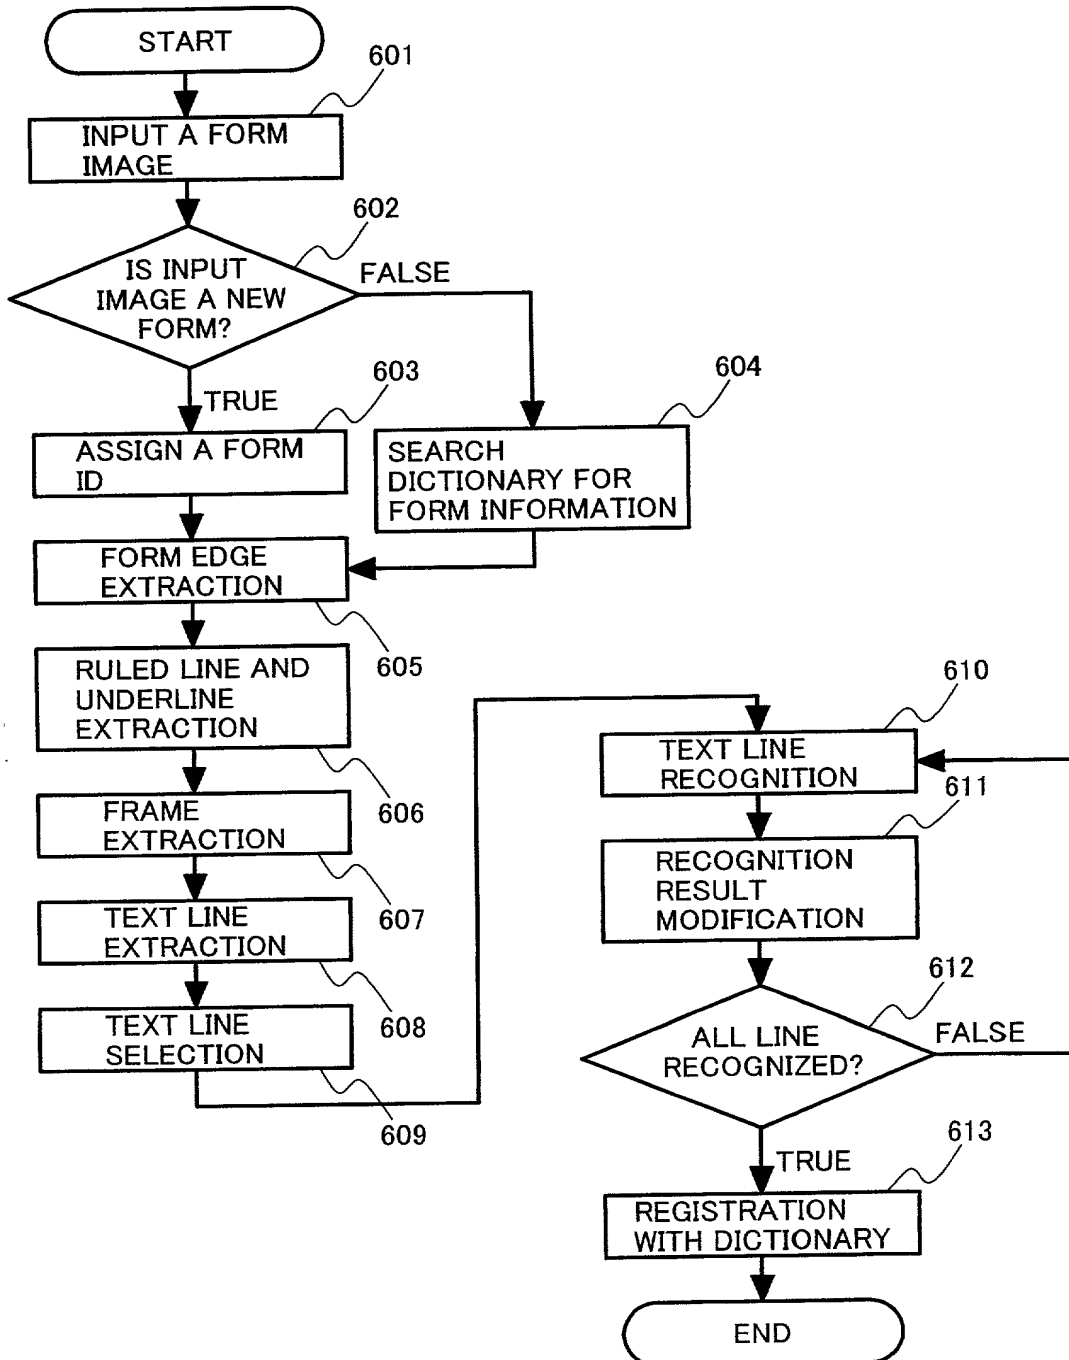 START
601
INPUT A FORM
IMAGE
602
IS INPUT
IMAGE A NEW
FORM?
FALSE
TRUE
603
ASSIGN A FORM
ID
604
SEARCH
DICTIONARY FOR
FORM INFORMATION
FORM EDGE
EXTRACTION
605
RULED LINE AND
UNDERLINE
EXTRACTION
606
FRAME
EXTRACTION
607
TEXT LINE
EXTRACTION
608
TEXT LINE
SELECTION
609
610
TEXT LINE
RECOGNITION
611
RECOGNITION
RESULT
MODIFICATION
612
ALL LINE
RECOGNIZED?
FALSE
TRUE
613
REGISTRATION
WITH DICTIONARY
END